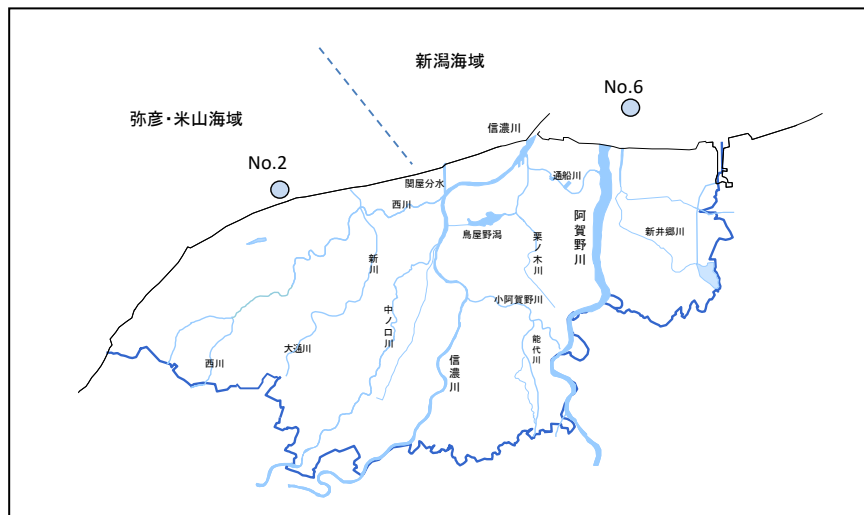 新潟海域
No.6
弥彦・米山海域
信濃川
No.2
関屋分水
通船川
西川
阿賀野川
鳥屋野潟
栗ノ木川
新井郷川
新川
小阿賀野川
中ノ口川
能代川
大通川
信濃川
西川